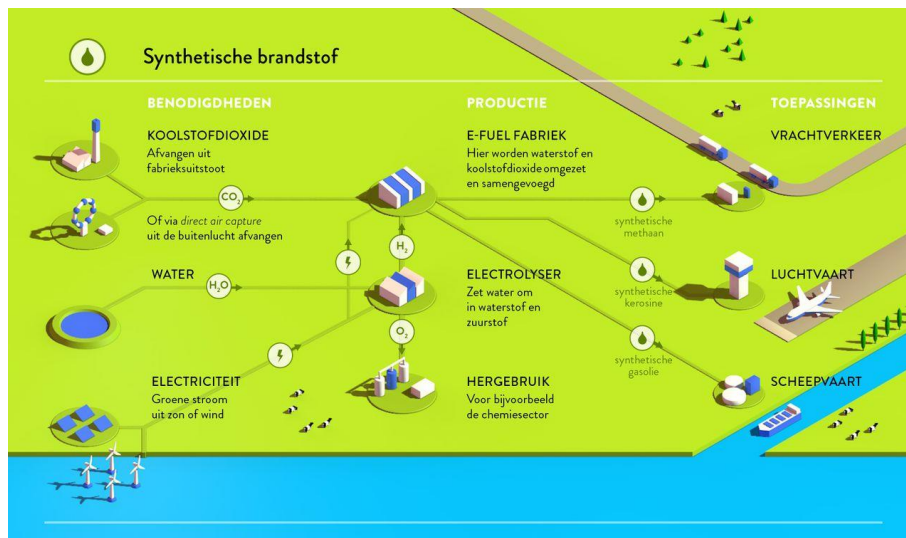 Synthetische brandstof
BENODIGDHEDEN
KOOLSTOFDIOXIDE
Afvangen uit
fabrieksuitstoot
CO₂
Of via direct air capture
uit de buitenlucht afvangen
WATER
H₂O
ELECTRICITEIT
Groene stroom
uit zon of wind
PRODUCTIE
E-FUEL FABRIEK
Hier worden waterstof en
koolstofdioxide omgezet
en samengevoegd
H₂
ELECTROLYSER
Zet water om
in waterstof en
zuurstof
O₂
HERGEBRUIK
Voor bijvoorbeeld
de chemiesector
TOEPASSINGEN
VRACHTVERKEER
synthetische
methaan
LUCHTVAART
synthetische
kerosine
SCHEEPVAART
synthetische
gasolie